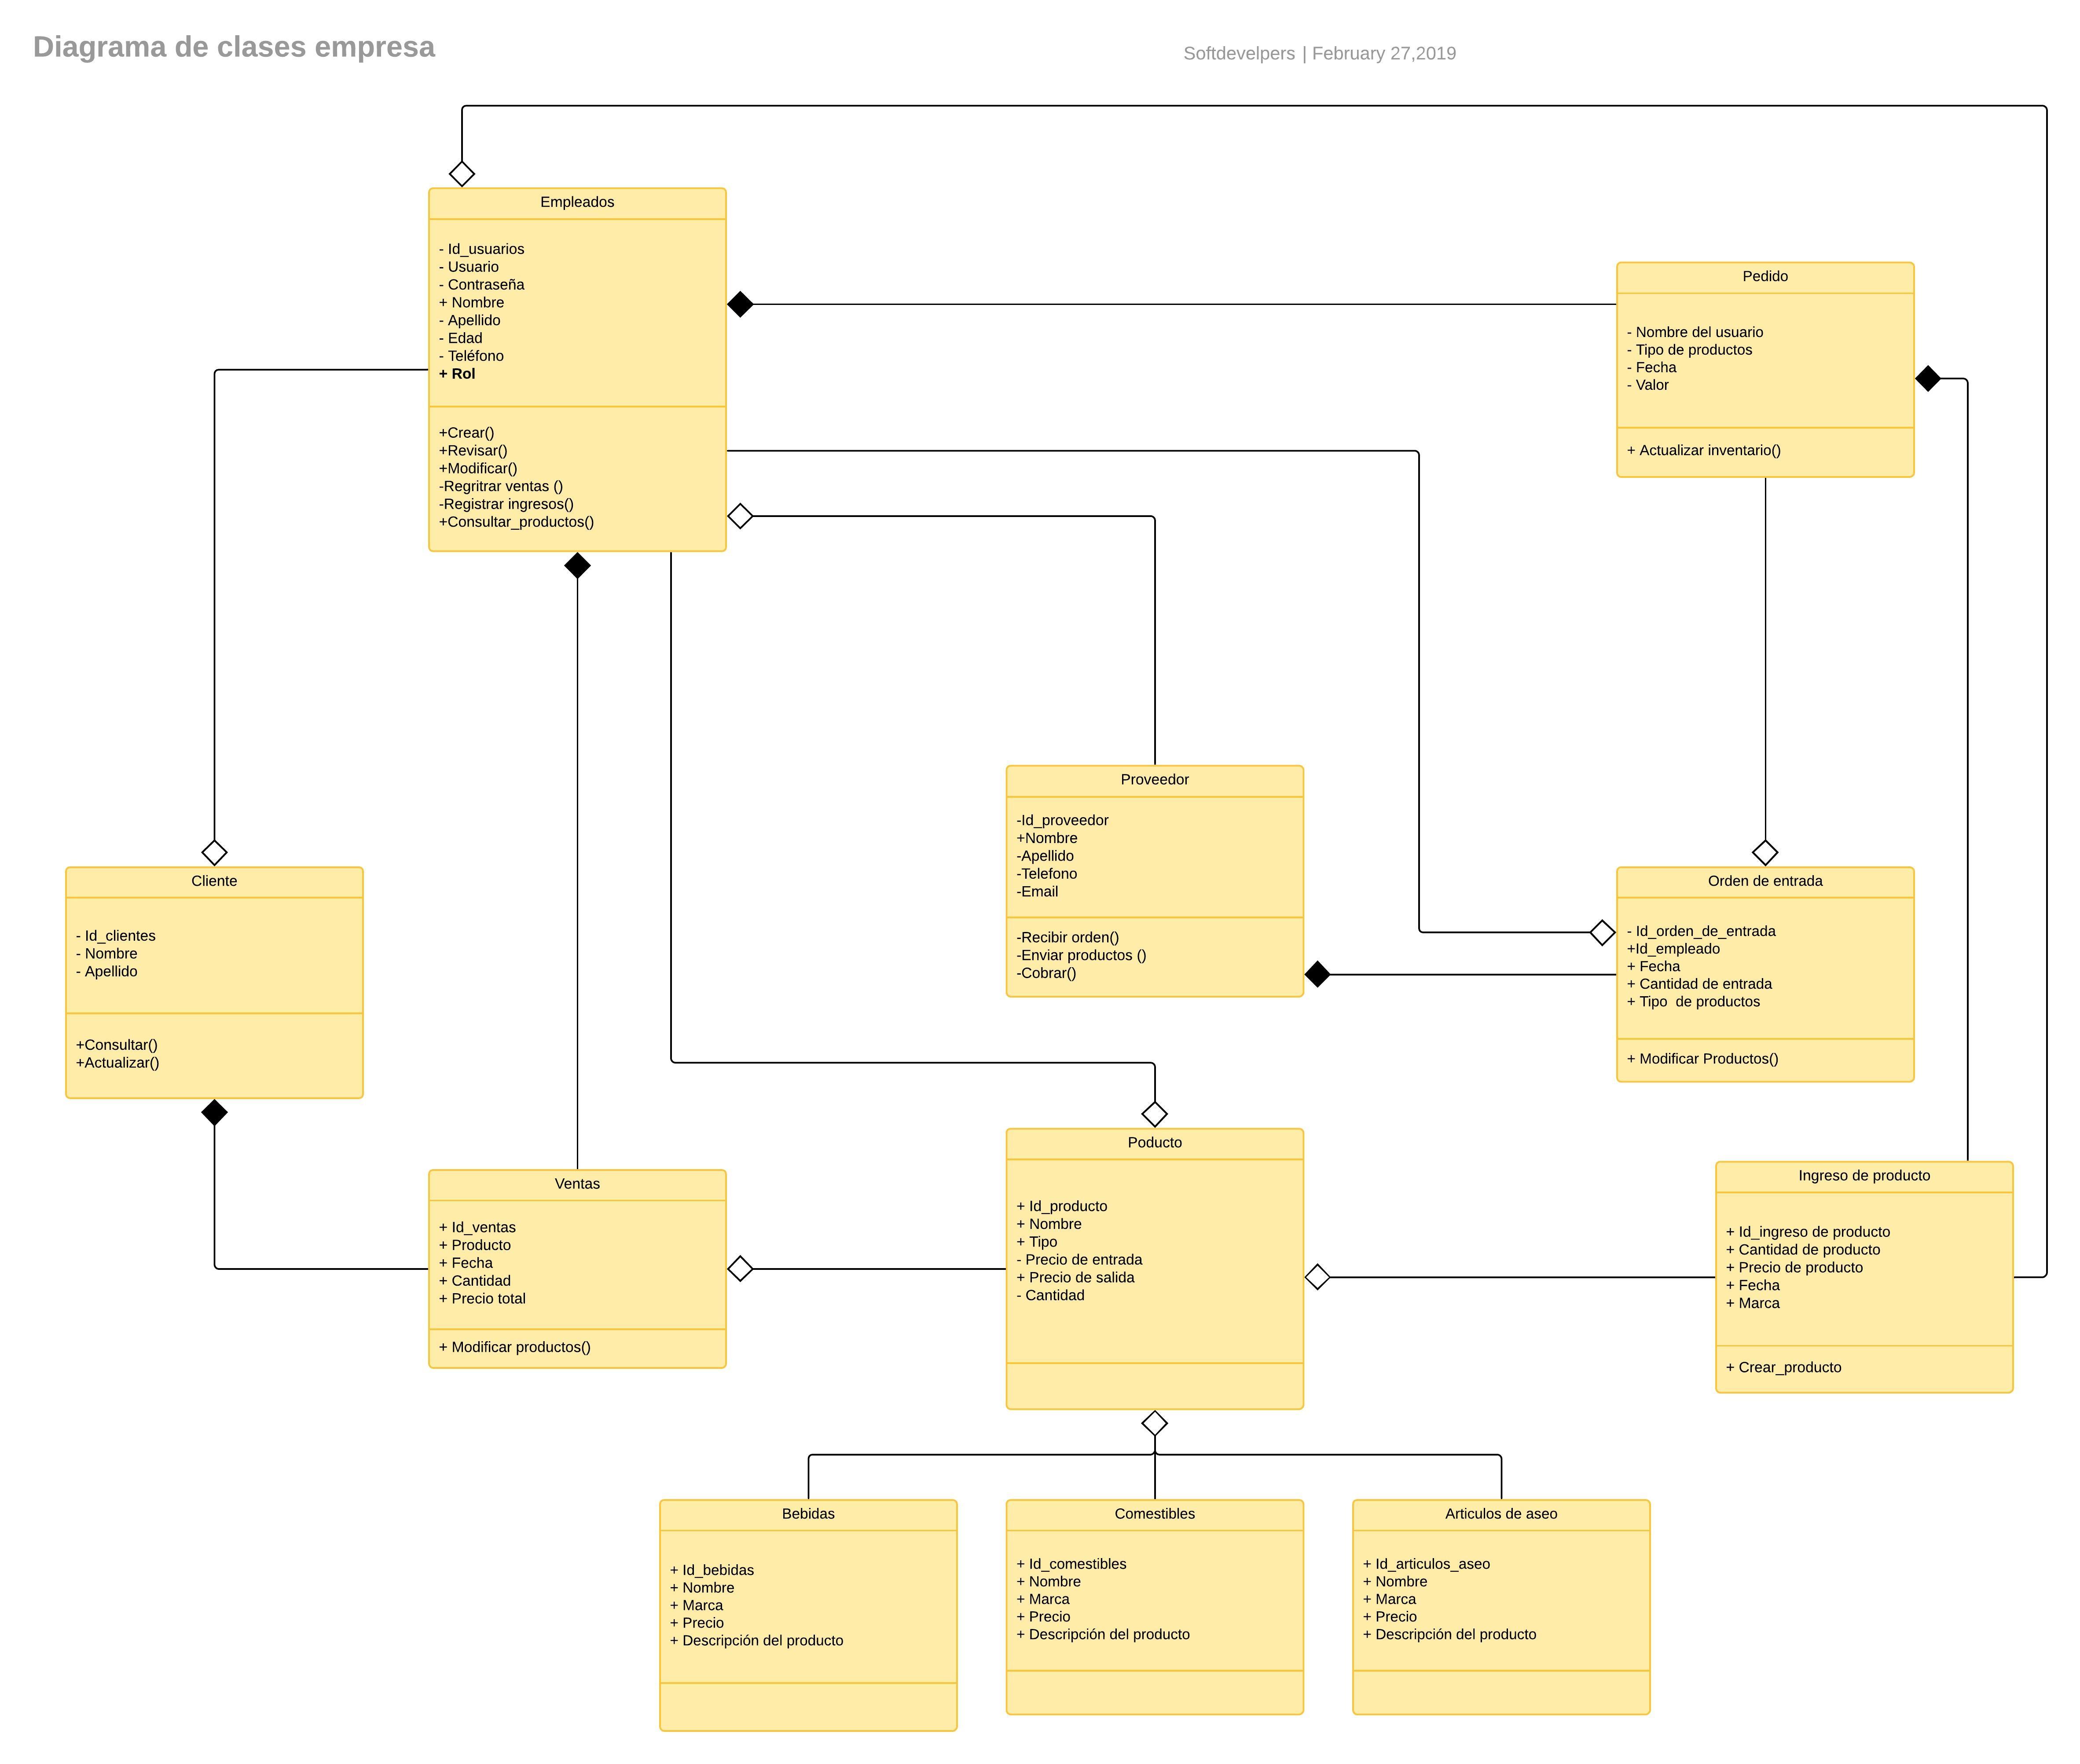 Diagrama de clases empresa
Softdevelpers | February 27,2019
Empleados
- Id_usuarios
- Usuario
- Contraseña
+ Nombre
- Apellido
- Edad
- Teléfono
+ Rol
+Crear()
+Revisar()
+Modificar()
-Regritrar ventas ()
-Registrar ingresos()
+Consultar_productos()
Pedido
- Nombre del usuario
- Tipo de productos
- Fecha
- Valor
+ Actualizar inventario()
Proveedor
-Id_proveedor
+Nombre
-Apellido
-Telefono
-Email
-Recibir orden()
-Enviar productos ()
-Cobrar()
Cliente
- Id_clientes
- Nombre
- Apellido
+Consultar()
+Actualizar()
Orden de entrada
- Id_orden_de_entrada
+Id_empleado
+ Fecha
+ Cantidad de entrada
+ Tipo  de productos
+ Modificar Productos()
Ventas
+ Id_ventas
+ Producto
+ Fecha
+ Cantidad
+ Precio total
+ Modificar productos()
Poducto
+ Id_producto
+ Nombre
+ Tipo
- Precio de entrada
+ Precio de salida
- Cantidad
Ingreso de producto
+ Id_ingreso de producto
+ Cantidad de producto
+ Precio de producto
+ Fecha
+ Marca
+ Crear_producto
Bebidas
+ Id_bebidas
+ Nombre
+ Marca
+ Precio
+ Descripción del producto
Comestibles
+ Id_comestibles
+ Nombre
+ Marca
+ Precio
+ Descripción del producto
Articulos de aseo
+ Id_articulos_aseo
+ Nombre
+ Marca
+ Precio
+ Descripción del producto